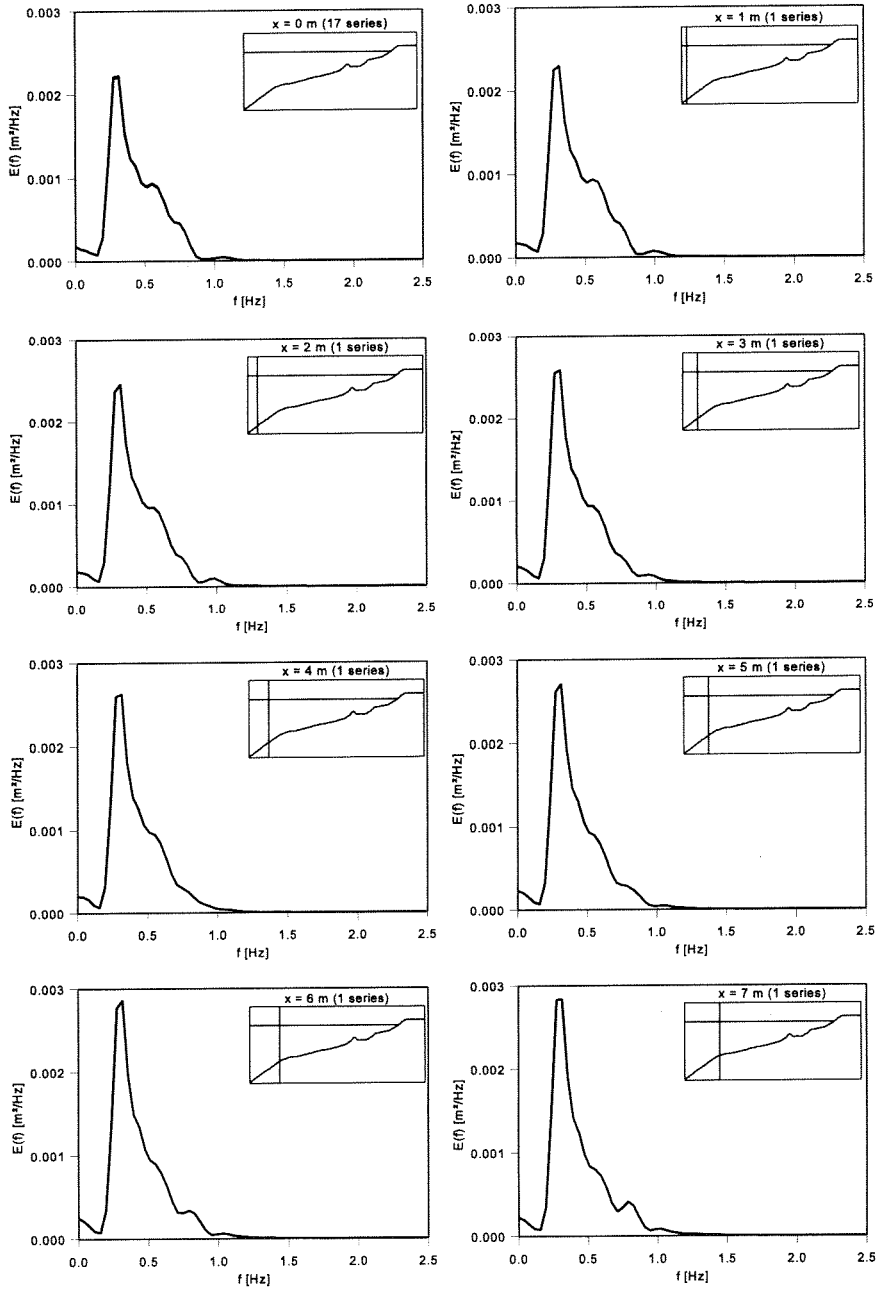 x = 0 m (17 series)
E(f) [m²/Hz]
0.003
0.002
0.001
0.000
0.0 0.5 1.0 1.5 2.0 2.5
f [Hz]
x = 1 m (1 series)
E(f) [m²/Hz]
0.003
0.002
0.001
0.000
0.0 0.5 1.0 1.5 2.0 2.5
f [Hz]
x = 2 m (1 series)
E(f) [m²/Hz]
0.003
0.002
0.001
0.000
0.0 0.5 1.0 1.5 2.0 2.5
f [Hz]
x = 3 m (1 series)
E(f) [m²/Hz]
0.003
0.002
0.001
0.000
0.0 0.5 1.0 1.5 2.0 2.5
f [Hz]
x = 4 m (1 series)
E(f) [m²/Hz]
0.003
0.002
0.001
0.000
0.0 0.5 1.0 1.5 2.0 2.5
f [Hz]
x = 5 m (1 series)
E(f) [m²/Hz]
0.003
0.002
0.001
0.000
0.0 0.5 1.0 1.5 2.0 2.5
f [Hz]
x = 6 m (1 series)
E(f) [m²/Hz]
0.003
0.002
0.001
0.000
0.0 0.5 1.0 1.5 2.0 2.5
f [Hz]
x = 7 m (1 series)
E(f) [m²/Hz]
0.003
0.002
0.001
0.000
0.0 0.5 1.0 1.5 2.0 2.5
f [Hz]